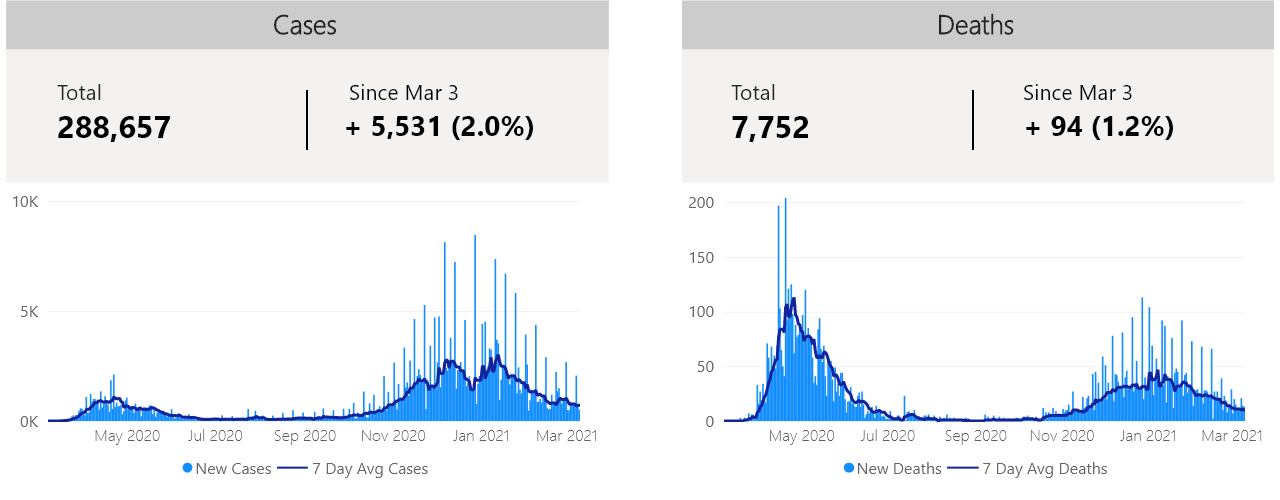 Cases
Total
288,657
Since Mar 3
+ 5,531 (2.0%)
10K
5K
0K
May 2020 Jul 2020 Sep 2020 Nov 2020 Jan 2021 Mar 2021
New Cases 7 Day Avg Cases
Deaths
Total
7,752
Since Mar 3
+ 94 (1.2%)
200
150
100
50
0
May 2020 Jul 2020 Sep 2020 Nov 2020 Jan 2021 Mar 2021
New Deaths 7 Day Avg Deaths